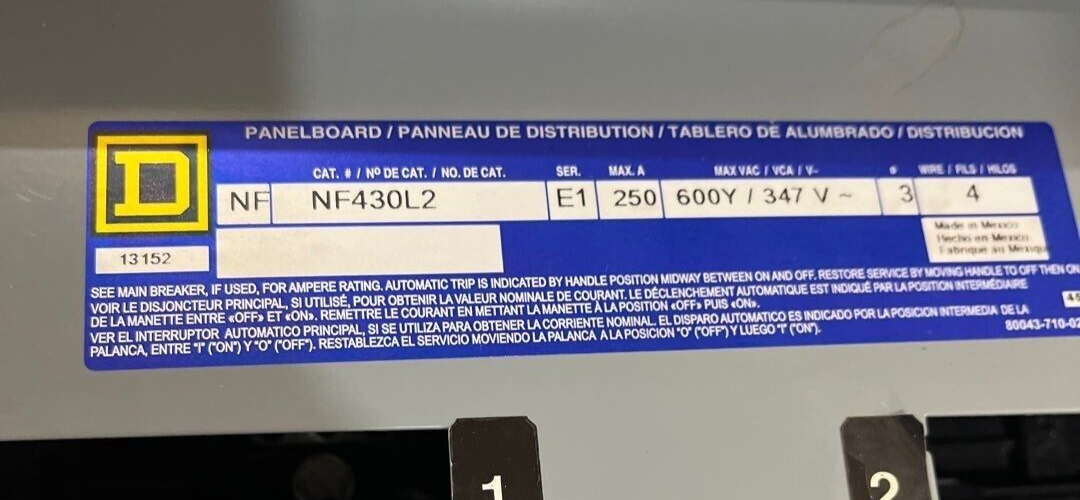 PANELBOARD / PANNEAU DE DISTRIBUTION / TABLERO DE ALUMBRADO / DISTRIBUCION
CAT. # / Nº DE CAT. / NO. DE CAT. SER. MAX. A MAX VAC / VCA / V~ ø WIRE / FILS / HILOS
D NF NF430L2 E1 250 600Y / 347 V ~ 3 4
Made in Mexico
Hecho en Mexico
Fabrique au Mexique
13152
SEE MAIN BREAKER, IF USED, FOR AMPERE RATING. AUTOMATIC TRIP IS INDICATED BY HANDLE POSITION MIDWAY BETWEEN ON AND OFF. RESTORE SERVICE BY MOVING HANDLE TO OFF THEN ON
VOIR LE DISJONCTEUR PRINCIPAL, SI UTILISÉ, POUR OBTENIR LA VALEUR NOMINALE DE COURANT. LE DÉCLENCHEMENT AUTOMATIQUE EST INDIQUÉ PAR LA POSITION INTERMÉDIAIRE
DE LA MANETTE ENTRE «OFF» ET «ON». REMETTRE LE COURANT EN METTANT LA MANETTE À LA POSITION «OFF» PUIS «ON».
VER EL INTERRUPTOR AUTOMATICO PRINCIPAL, SI SE UTILIZA PARA OBTENER LA CORRIENTE NOMINAL. EL DISPARO AUTOMATICO ES INDICADO POR LA POSICION INTERMEDIA DE LA
PALANCA, ENTRE "I" ("ON") Y "O" ("OFF"). RESTABLEZCA EL SERVICIO MOVIENDO LA PALANCA A LA POSICION "O" ("OFF") Y LUEGO "I" ("ON").
80043-710-02
1 2